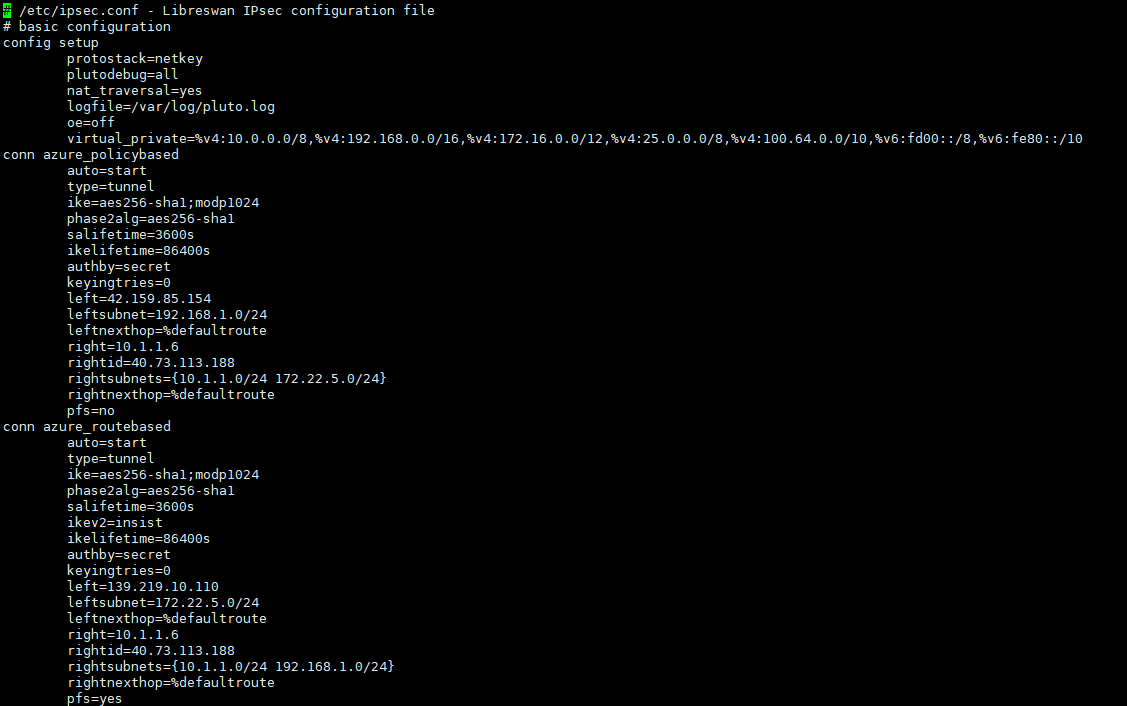 # /etc/ipsec.conf - Libreswan IPsec configuration file
# basic configuration
config setup
        protostack=netkey
        plutodebug=all
        nat_traversal=yes
        logfile=/var/log/pluto.log
        oe=off
        virtual_private=%v4:10.0.0.0/8,%v4:192.168.0.0/16,%v4:172.16.0.0/12,%v4:25.0.0.0/8,%v4:100.64.0.0/10,%v6:fd00::/8,%v6:fe80::/10
conn azure_policybased
        auto=start
        type=tunnel
        ike=aes256-sha1;modp1024
        phase2alg=aes256-sha1
        salifetime=3600s
        ikelifetime=86400s
        authby=secret
        keyingtries=0
        left=42.159.85.154
        leftsubnet=192.168.1.0/24
        leftnexthop=%defaultroute
        right=10.1.1.6
        rightid=40.73.113.188
        rightsubnets={10.1.1.0/24 172.22.5.0/24}
        rightnexthop=%defaultroute
        pfs=no
conn azure_routebased
        auto=start
        type=tunnel
        ike=aes256-sha1;modp1024
        phase2alg=aes256-sha1
        salifetime=3600s
        ikev2=insist
        ikelifetime=86400s
        authby=secret
        keyingtries=0
        left=139.219.10.110
        leftsubnet=172.22.5.0/24
        leftnexthop=%defaultroute
        right=10.1.1.6
        rightid=40.73.113.188
        rightsubnets={10.1.1.0/24 192.168.1.0/24}
        rightnexthop=%defaultroute
        pfs=yes